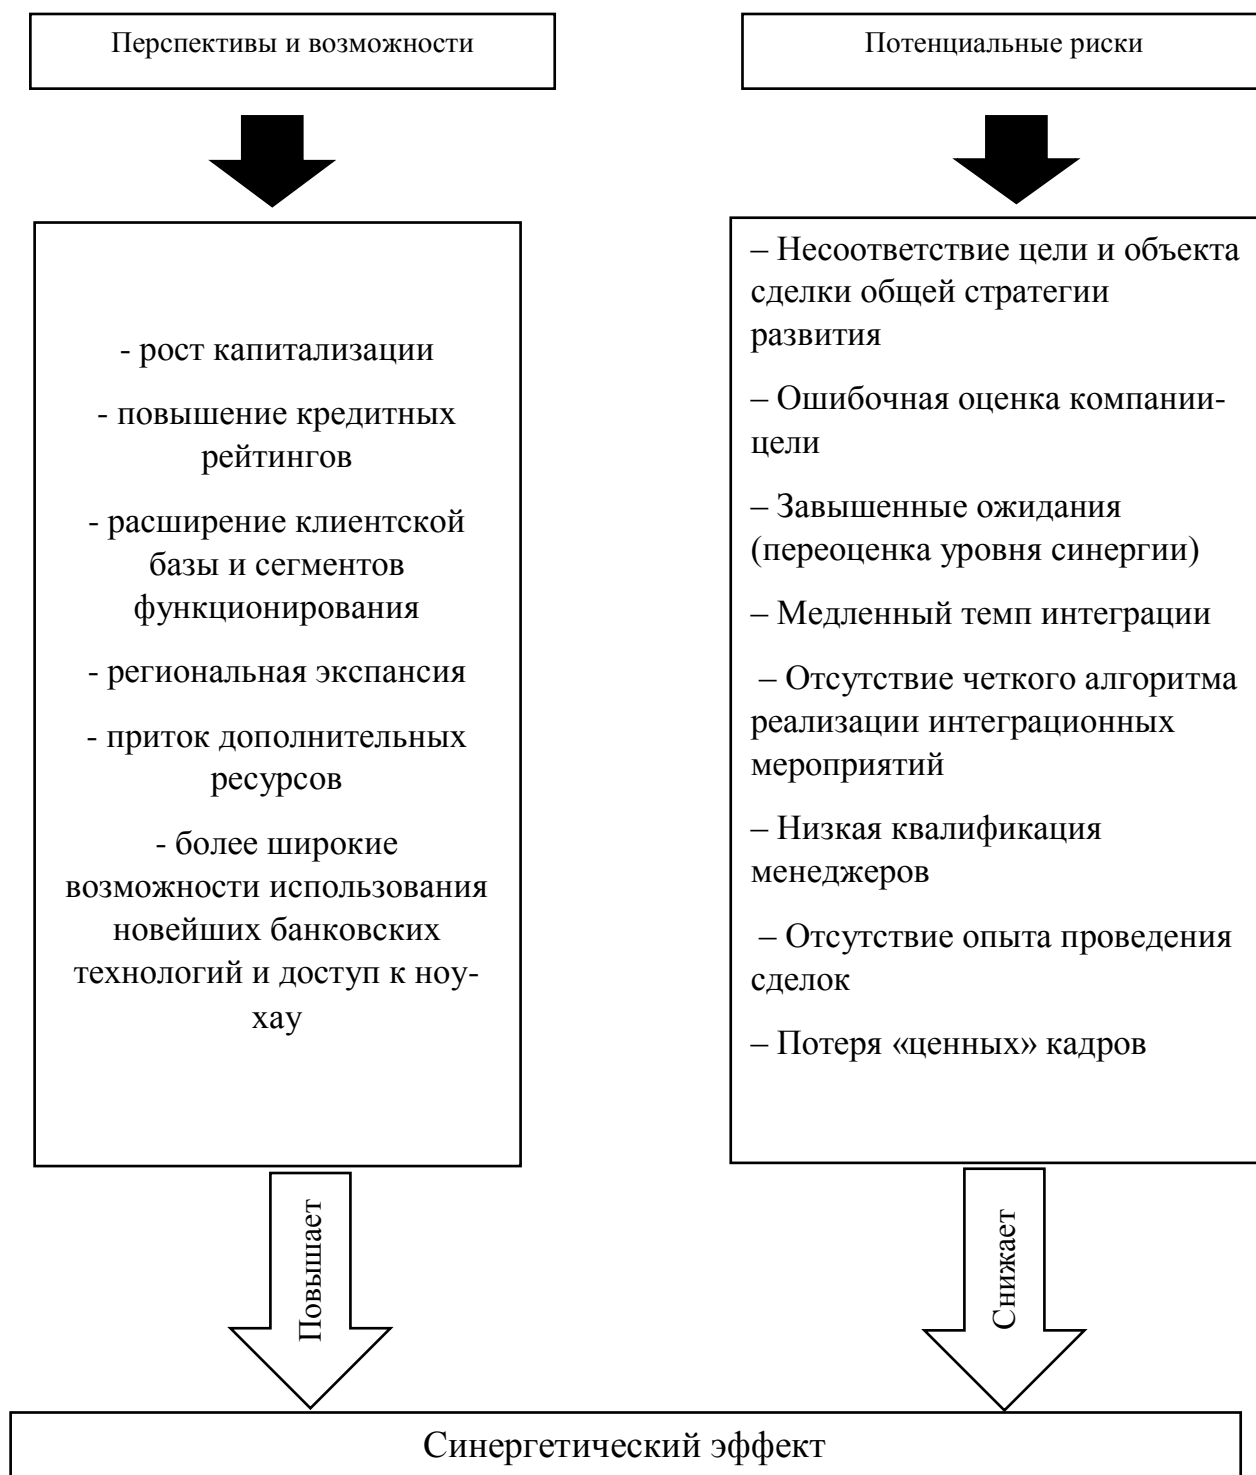 Перспективы и возможности
Потенциальные риски
- рост капитализации
- повышение кредитных
рейтингов
- расширение клиентской
базы и сегментов
функционирования
- региональная экспансия
- приток дополнительных
ресурсов
- более широкие
возможности использования
новейших банковских
технологий и доступ к ноу-
хау
– Несоответствие цели и объекта
сделки общей стратегии
развития
– Ошибочная оценка компании-
цели
– Завышенные ожидания
(переоценка уровня синергии)
– Медленный темп интеграции
– Отсутствие четкого алгоритма
реализации интеграционных
мероприятий
– Низкая квалификация
менеджеров
– Отсутствие опыта проведения
сделок
– Потеря «ценных» кадров
Повышает
Снижает
Синергетический эффект